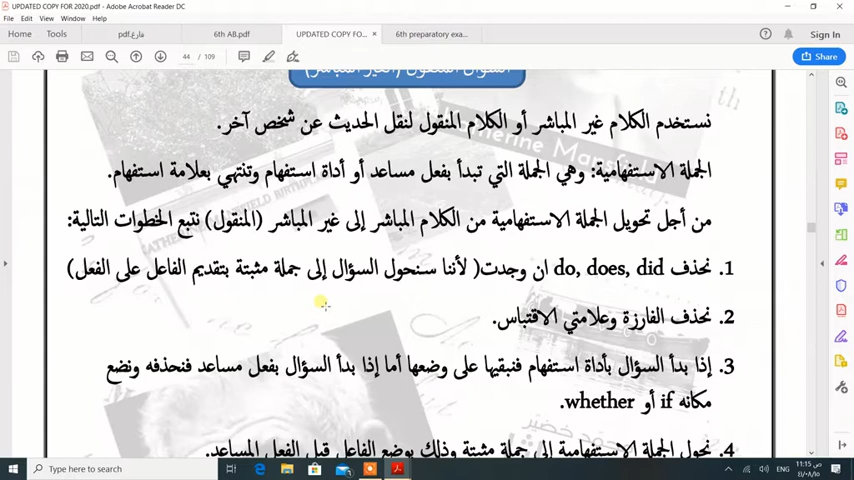 UPDATED COPY FOR 2020.pdf - Adobe Acrobat Reader DC
File Edit View Window Help
Home Tools فارغ.pdf 6th AB.pdf UPDATED COPY FOR... × 6th preparatory exa... Sign In
44 / 109 Share
السؤال المنقول (الغير المباشر)
نستخدم الكلام غير المباشر أو الكلام المنقول لنقل الحديث عن شخص آخر.
الجملة الاستفهامية: وهي الجملة التي تبدأ بفعل مساعد أو أداة استفهام وتنتهي بعلامة استفهام.
من أجل تحويل الجملة الاستفهامية من الكلام المباشر إلى غير المباشر (المنقول) نتبع الخطوات التالية:
1. نحذف do, does, did ان وجدت( لأننا سنحول السؤال إلى جملة مثبتة بتقديم الفاعل على الفعل)
2. نحذف الفارزة وعلامتي الاقتباس.
3. إذا بدأ السؤال بأداة استفهام فنبقيها على وضعها أما إذا بدأ السؤال بفعل مساعد فنحذفه ونضع
مكانه if أو whether.
4. نحول الجملة الاستفهامية إلى جملة مثبتة وذلك بوضع الفاعل قبل الفعل المساعد.
Type here to search
ENG
11:15 ص